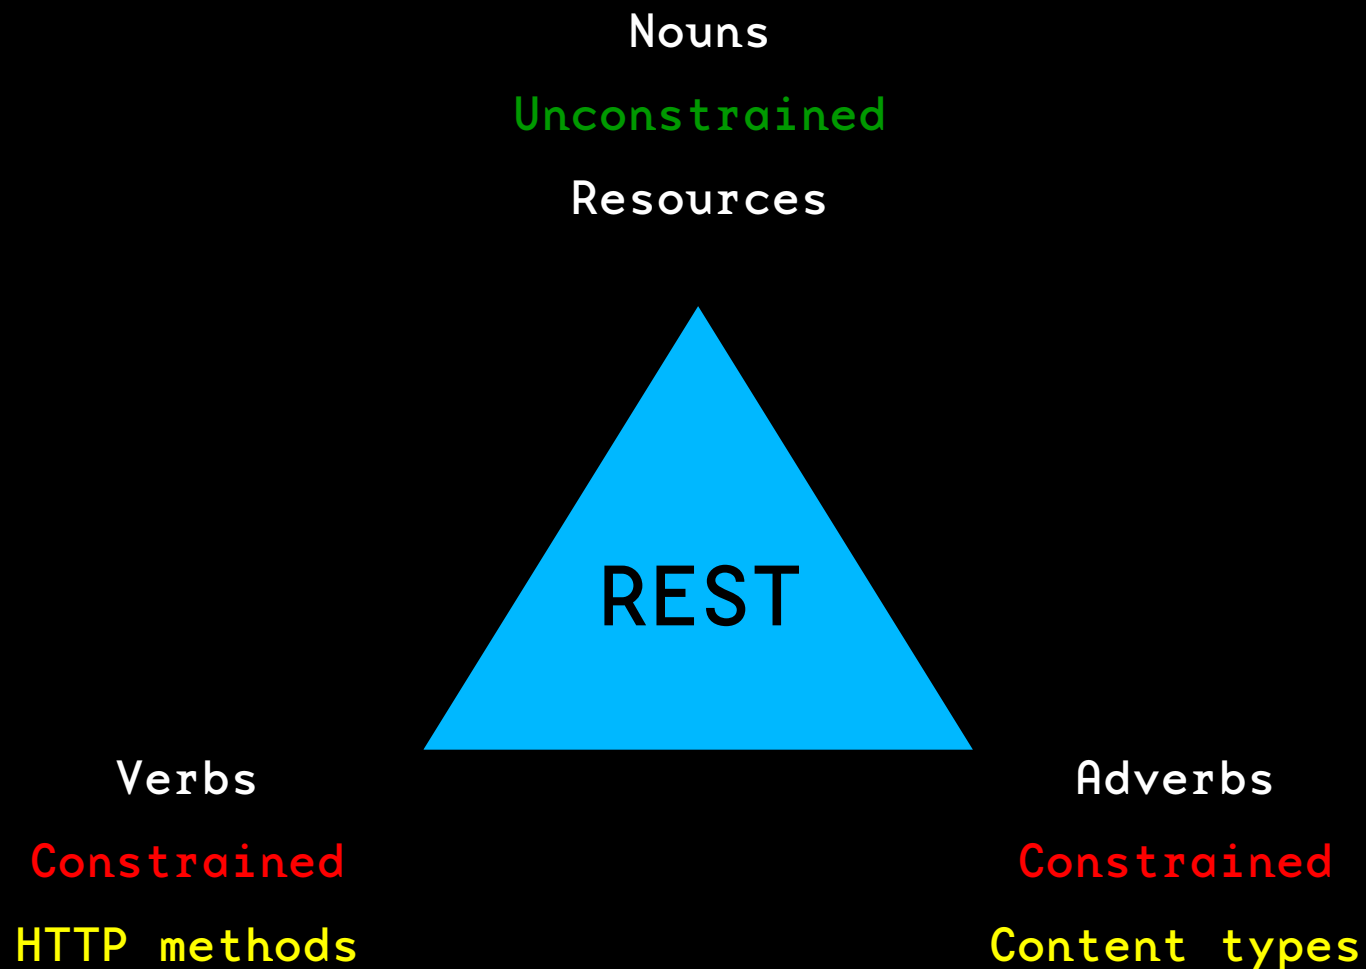 Nouns
Unconstrained
Resources
REST
Verbs
Constrained
HTTP methods
Adverbs
Constrained
Content types